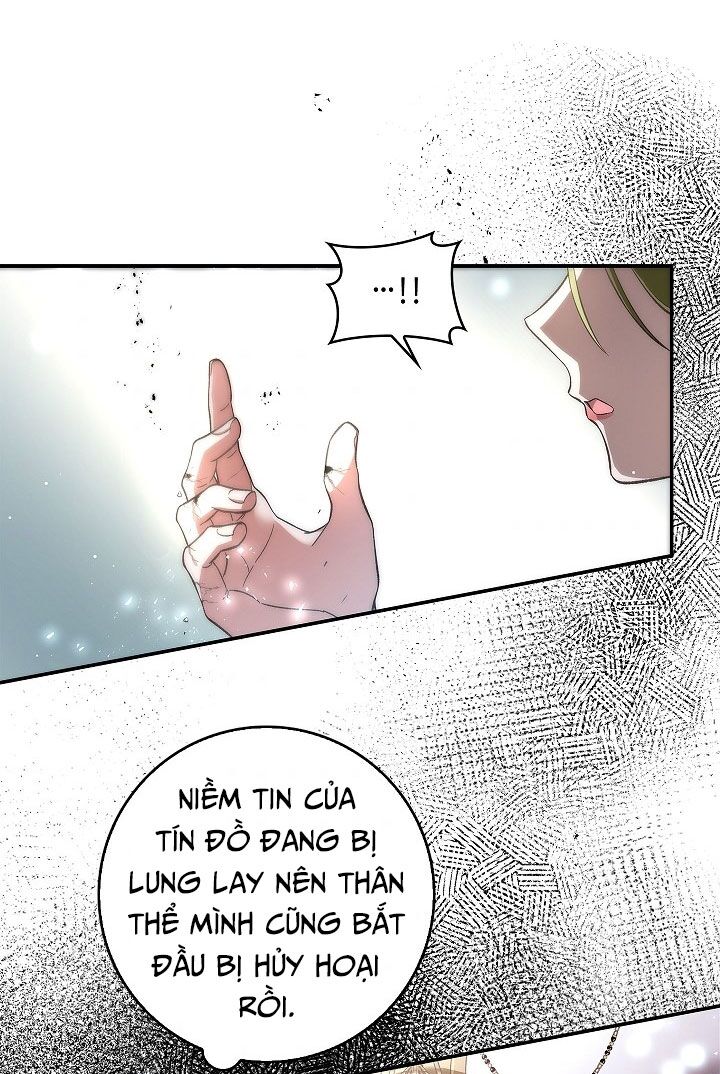 ...!!
NIỀM TIN CỦA
TÍN ĐỒ ĐANG BỊ
LUNG LAY NÊN THÂN
THỂ MÌNH CŨNG BẮT
ĐẦU BỊ HỦY HOẠI
RỒI.